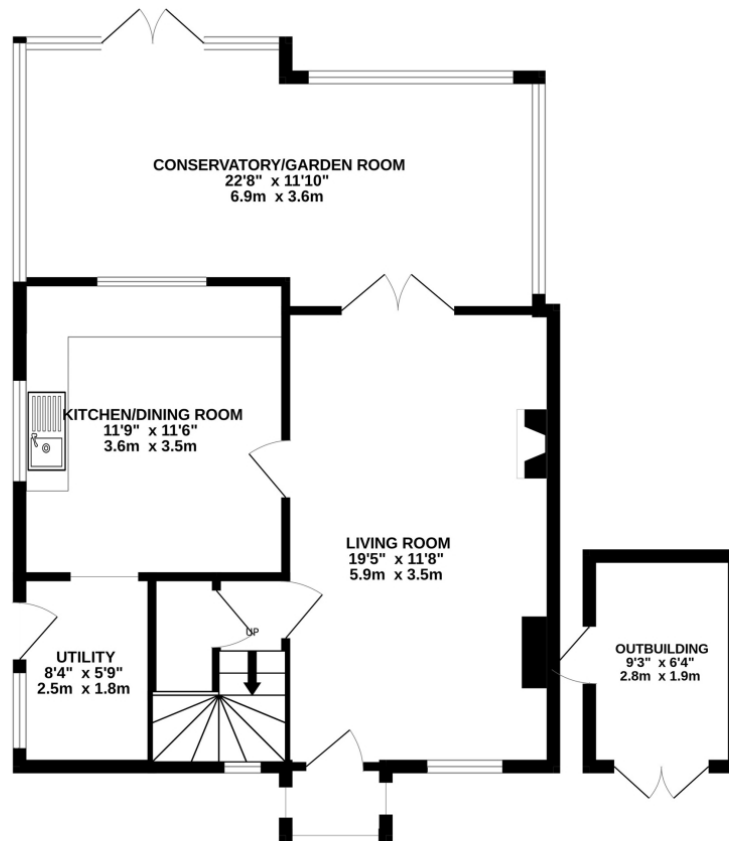 CONSERVATORY/GARDEN ROOM
22'8" x 11'10"
6.9m x 3.6m
KITCHEN/DINING ROOM
11'9" x 11'6"
3.6m x 3.5m
LIVING ROOM
19'5" x 11'8"
5.9m x 3.5m
UP
UTILITY
8'4" x 5'9"
2.5m x 1.8m
OUTBUILDING
9'3" x 6'4"
2.8m x 1.9m